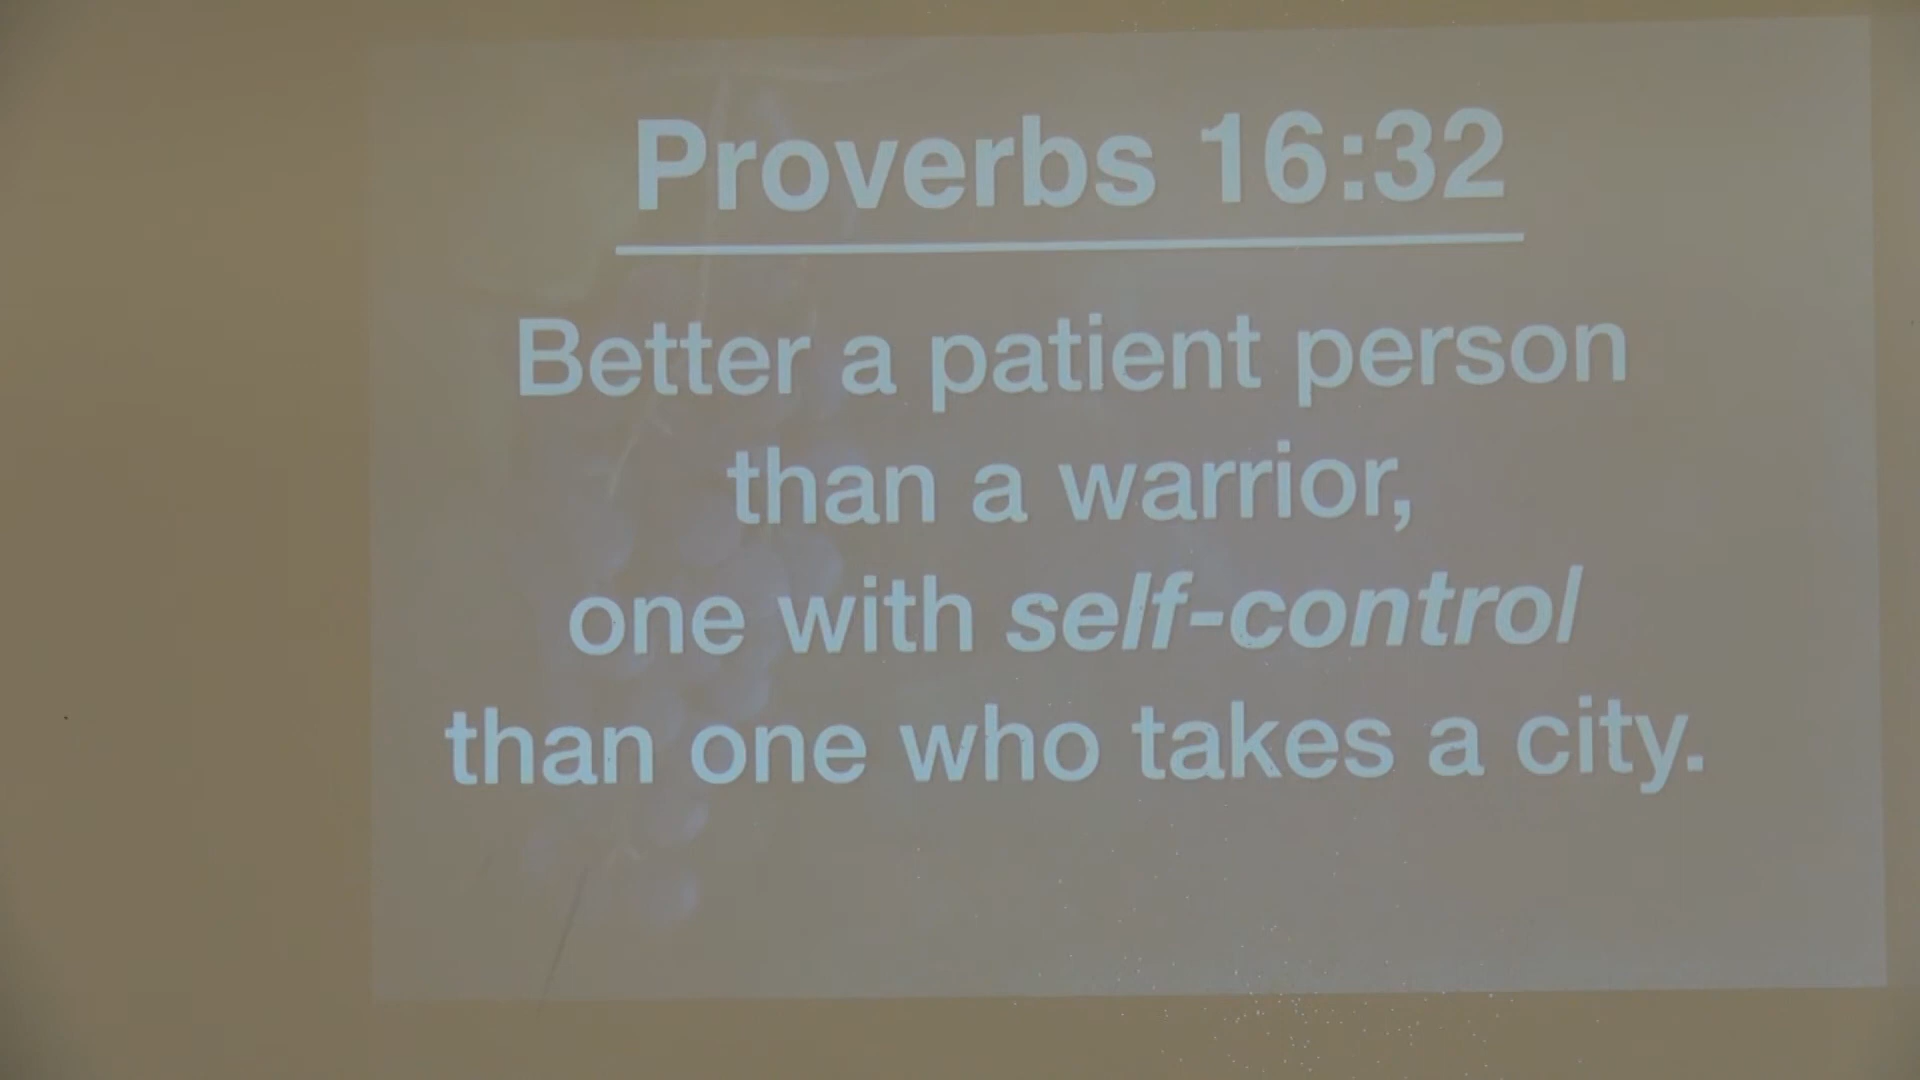 Proverbs 16:32
Better a patient person
than a warrior,
one with self-control
than one who takes a city.